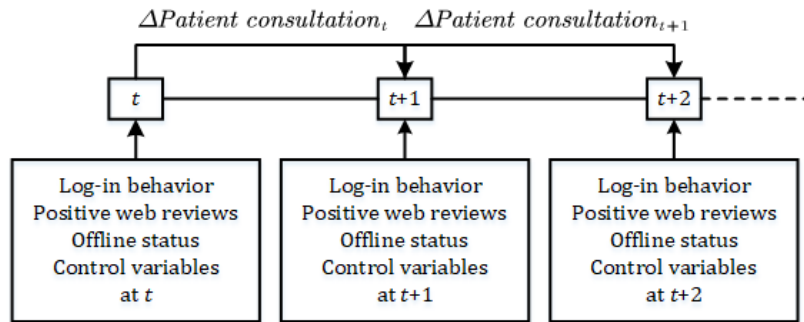 ΔPatient consultationₜ ΔPatient consultationₜ₊₁
t t+1 t+2
Log-in behavior
Positive web reviews
Offline status
Control variables
at t
Log-in behavior
Positive web reviews
Offline status
Control variables
at t+1
Log-in behavior
Positive web reviews
Offline status
Control variables
at t+2